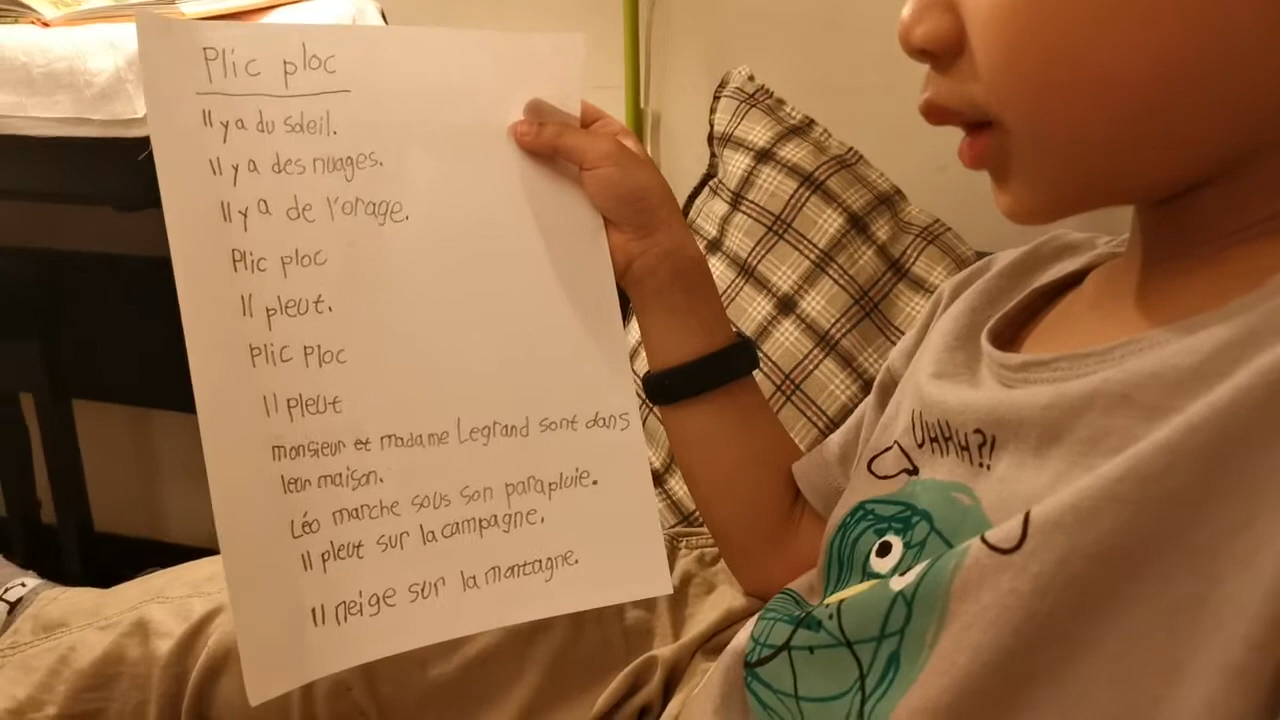 Plic ploc
Il y a du soleil.
Il y a des nuages.
Il y a de l'orage.
Plic ploc
Il pleut.
Plic Ploc
Il pleut
monsieur et madame Legrand sont dans
leur maison.
Léo marche sous son parapluie.
Il pleut sur la campagne.
Il neige sur la montagne.
UHHH?!